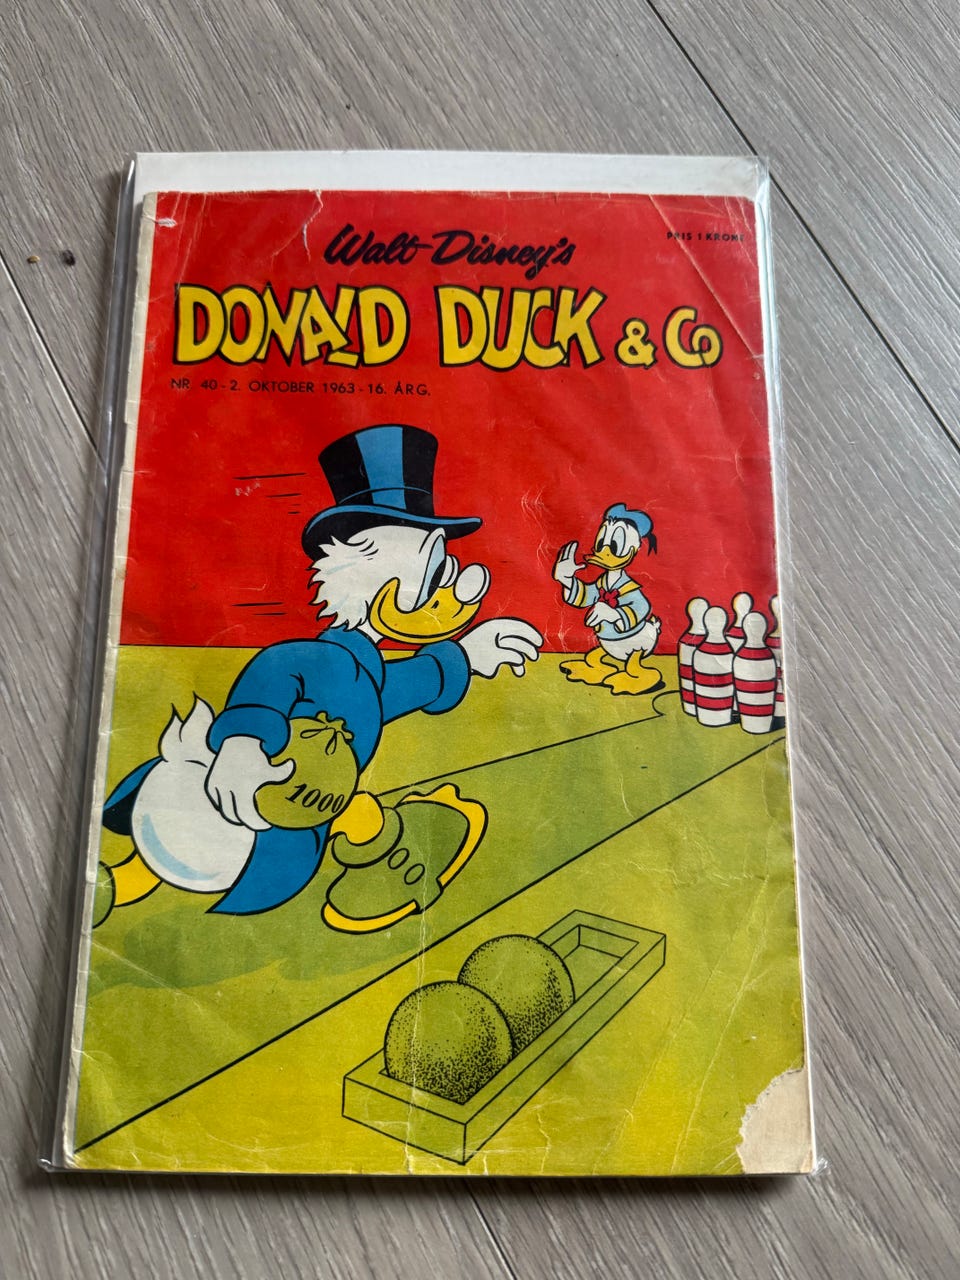 Walt Disney's
PRIS 1 KRONE
DONALD DUCK & Co
NR. 40 - 2. OKTOBER 1963 - 16. ÅRG.
1000